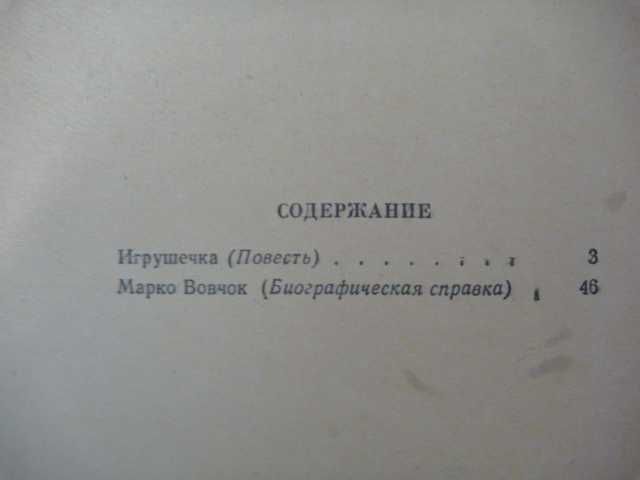 СОДЕРЖАНИЕ
Игрушечка (Повесть) . . . . . . . . 3
Марко Вовчок (Биографическая справка) . 46